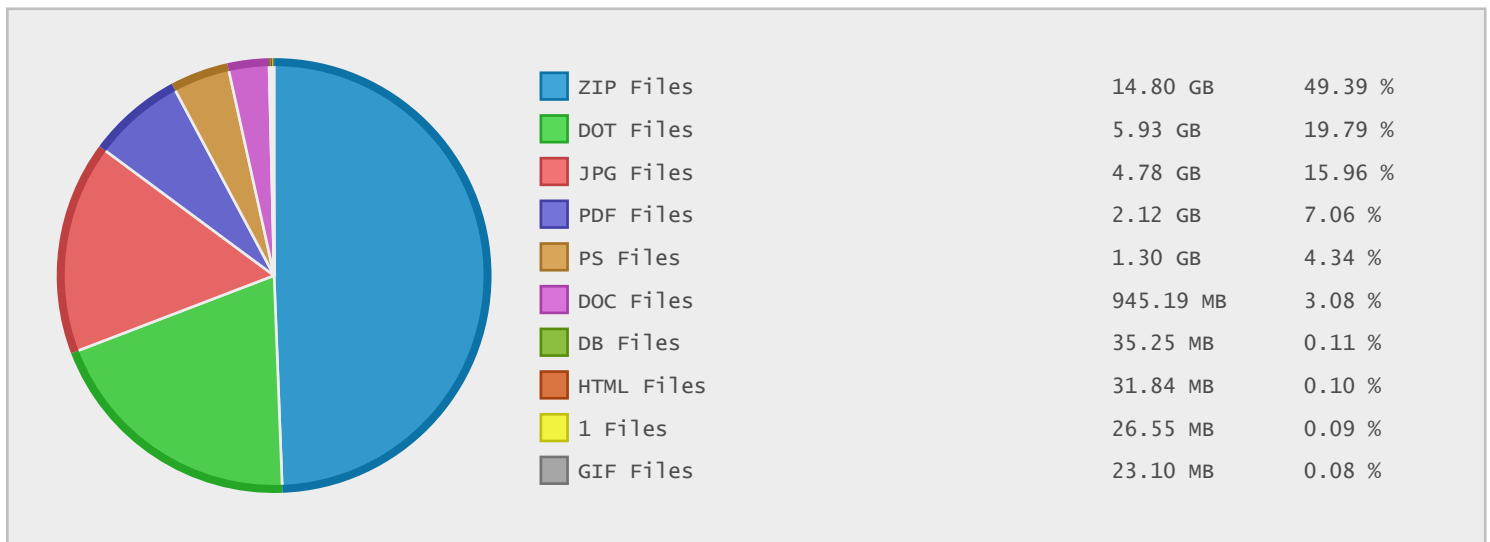 ZIP Files 14.80 GB 49.39 %
DOT Files 5.93 GB 19.79 %
JPG Files 4.78 GB 15.96 %
PDF Files 2.12 GB 7.06 %
PS Files 1.30 GB 4.34 %
DOC Files 945.19 MB 3.08 %
DB Files 35.25 MB 0.11 %
HTML Files 31.84 MB 0.10 %
1 Files 26.55 MB 0.09 %
GIF Files 23.10 MB 0.08 %